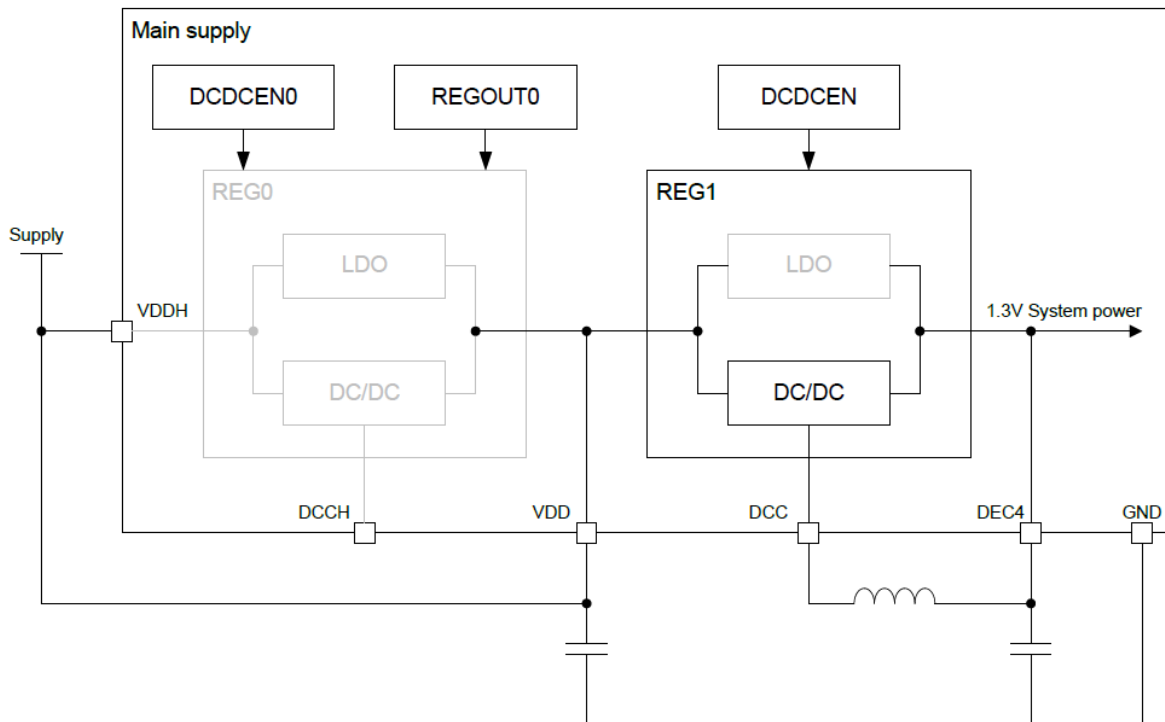 Main supply
DCDCEN0
REGOUT0
DCDCEN
REG0
REG1
Supply
LDO
LDO
VDDH
1.3V System power
DC/DC
DC/DC
DCCH
VDD
DCC
DEC4
GND